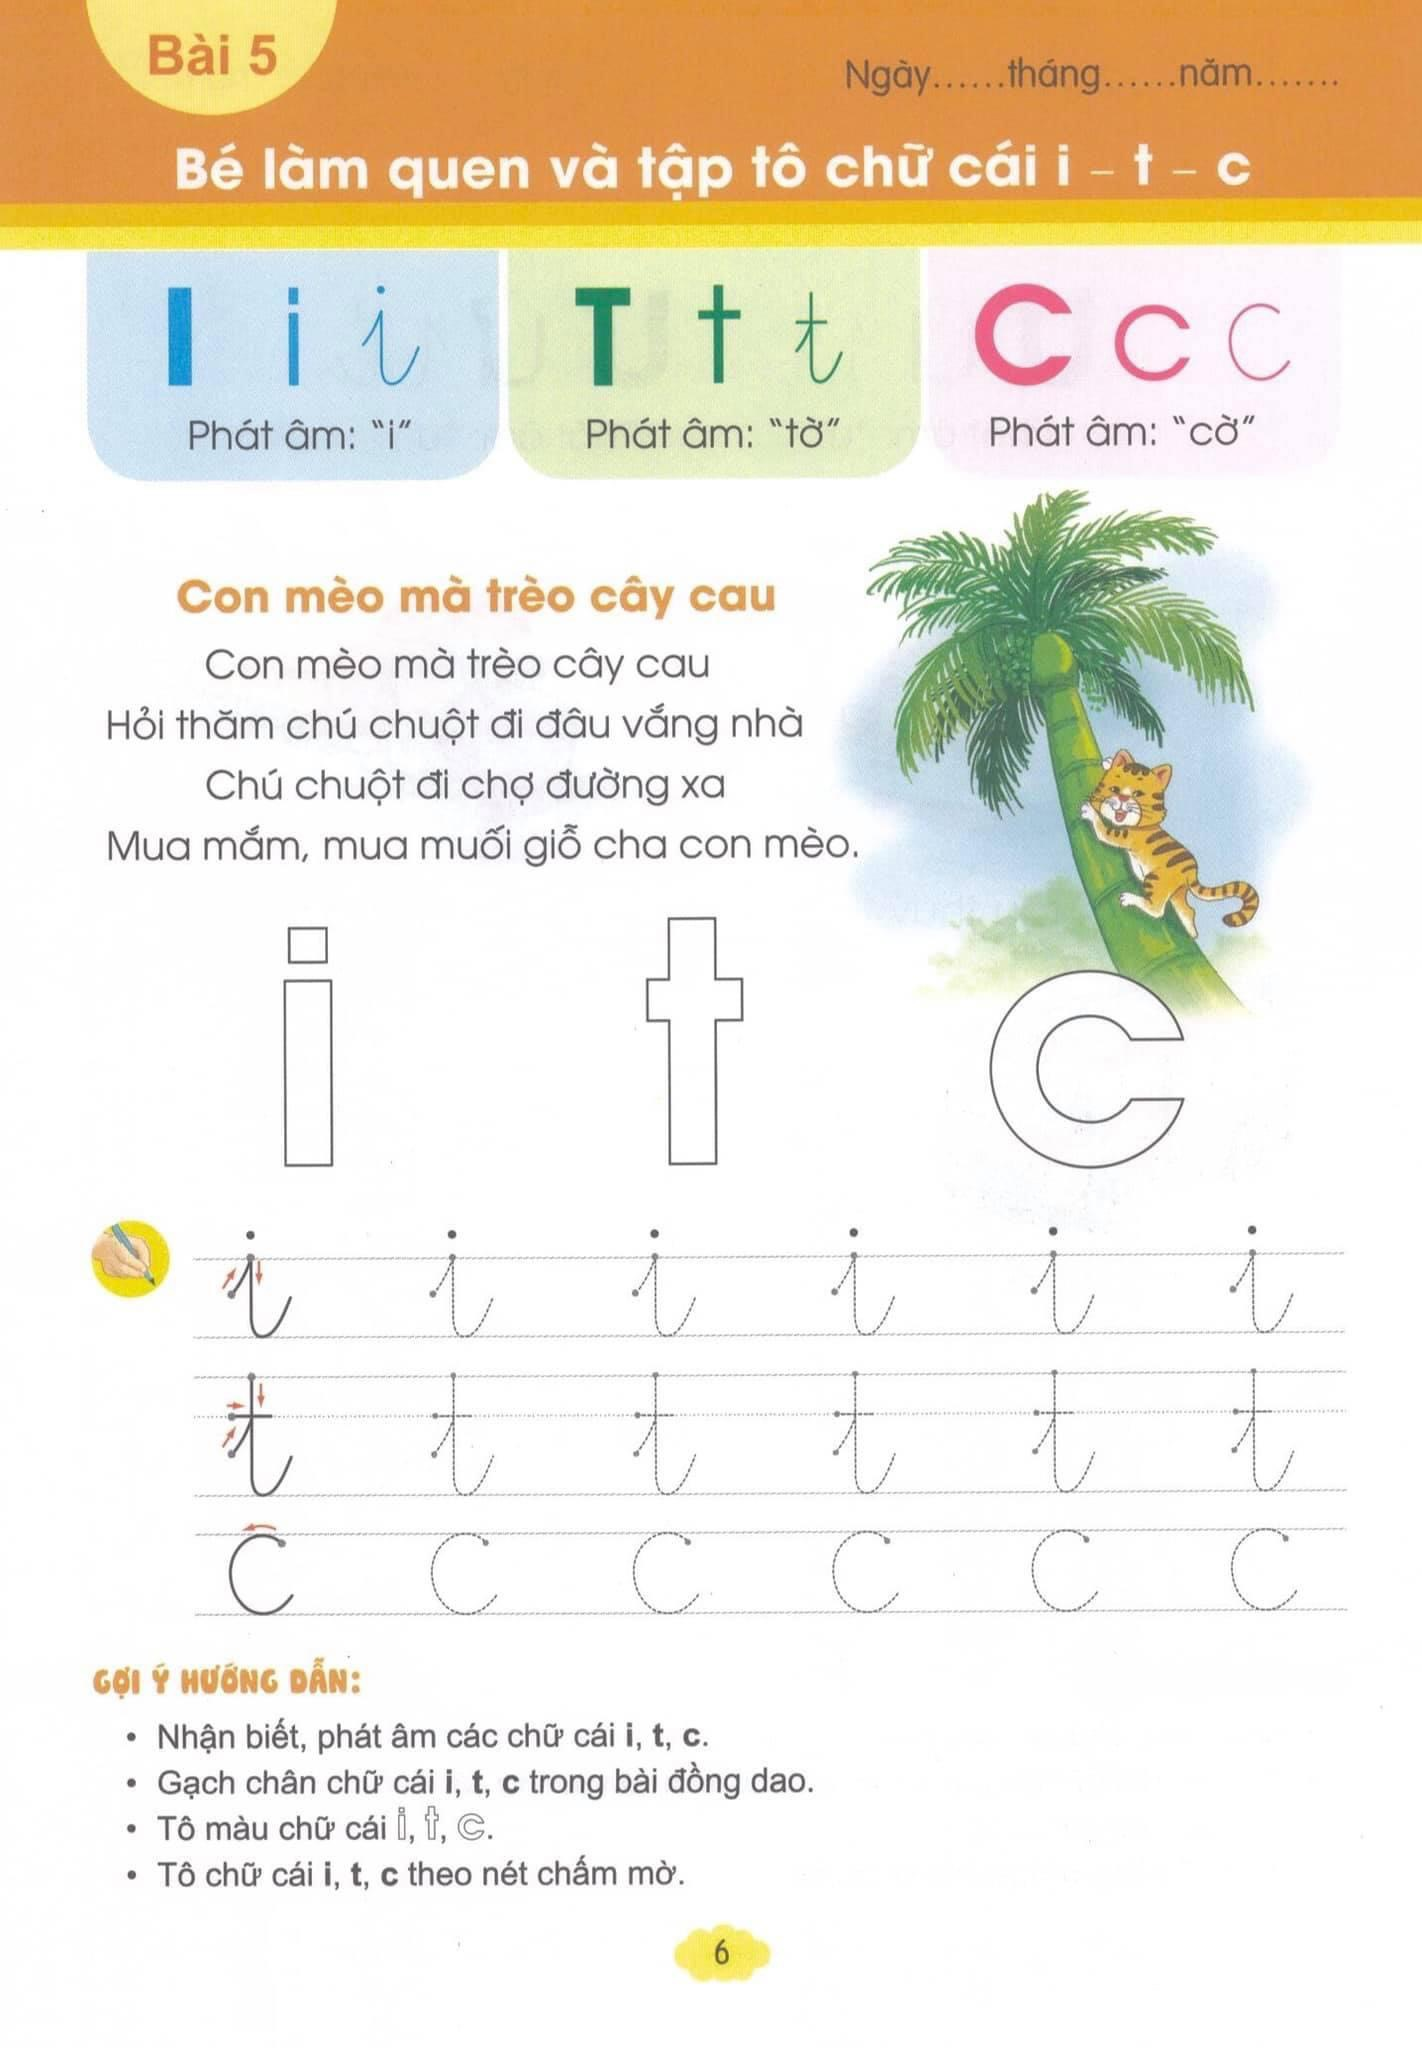 Bài 5
Ngày......tháng......năm.......
Bé làm quen và tập tô chữ cái i – t – c
I i i
Phát âm: “i”
T t t
Phát âm: “tờ”
C c c
Phát âm: “cờ”
Con mèo mà trèo cây cau
Con mèo mà trèo cây cau
Hỏi thăm chú chuột đi đâu vắng nhà
Chú chuột đi chợ đường xa
Mua mắm, mua muối giỗ cha con mèo.
i t c
i i i i i i
t t t t t t
c c c c c c
GỢI Ý HƯỚNG DẪN:
• Nhận biết, phát âm các chữ cái i, t, c.
• Gạch chân chữ cái i, t, c trong bài đồng dao.
• Tô màu chữ cái i, t, c.
• Tô chữ cái i, t, c theo nét chấm mờ.
6